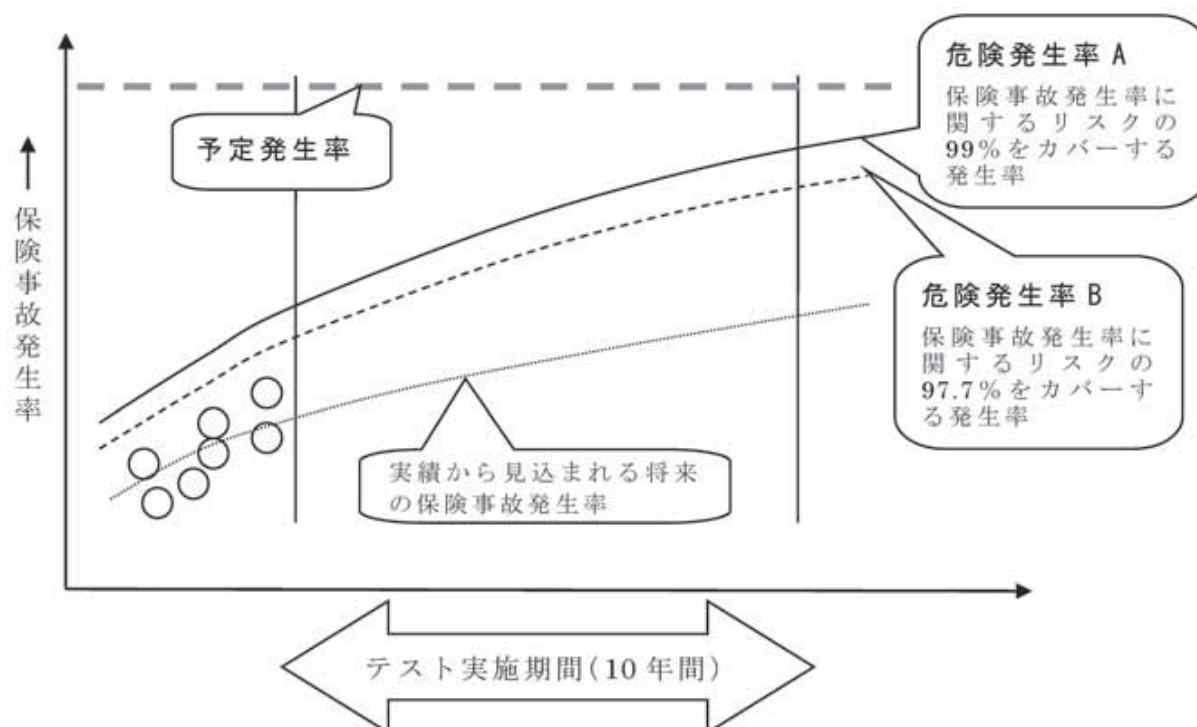 危険発生率 A
保険事故発生率に
関するリスクの
99%をカバーする
発生率
予定発生率
↑保険事故発生率
危険発生率 B
保険事故発生率に
関するリスクの
97.7%をカバーす
る発生率
実績から見込まれる将来
の保険事故発生率
テスト実施期間(10年間)